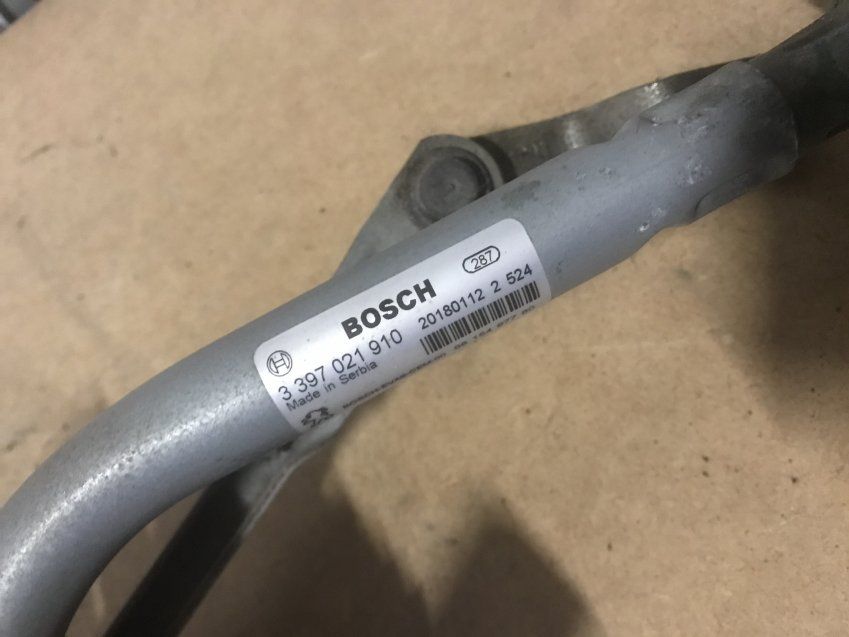 BOSCH
287
3 397 021 910
20180112 2 524
Made in Serbia